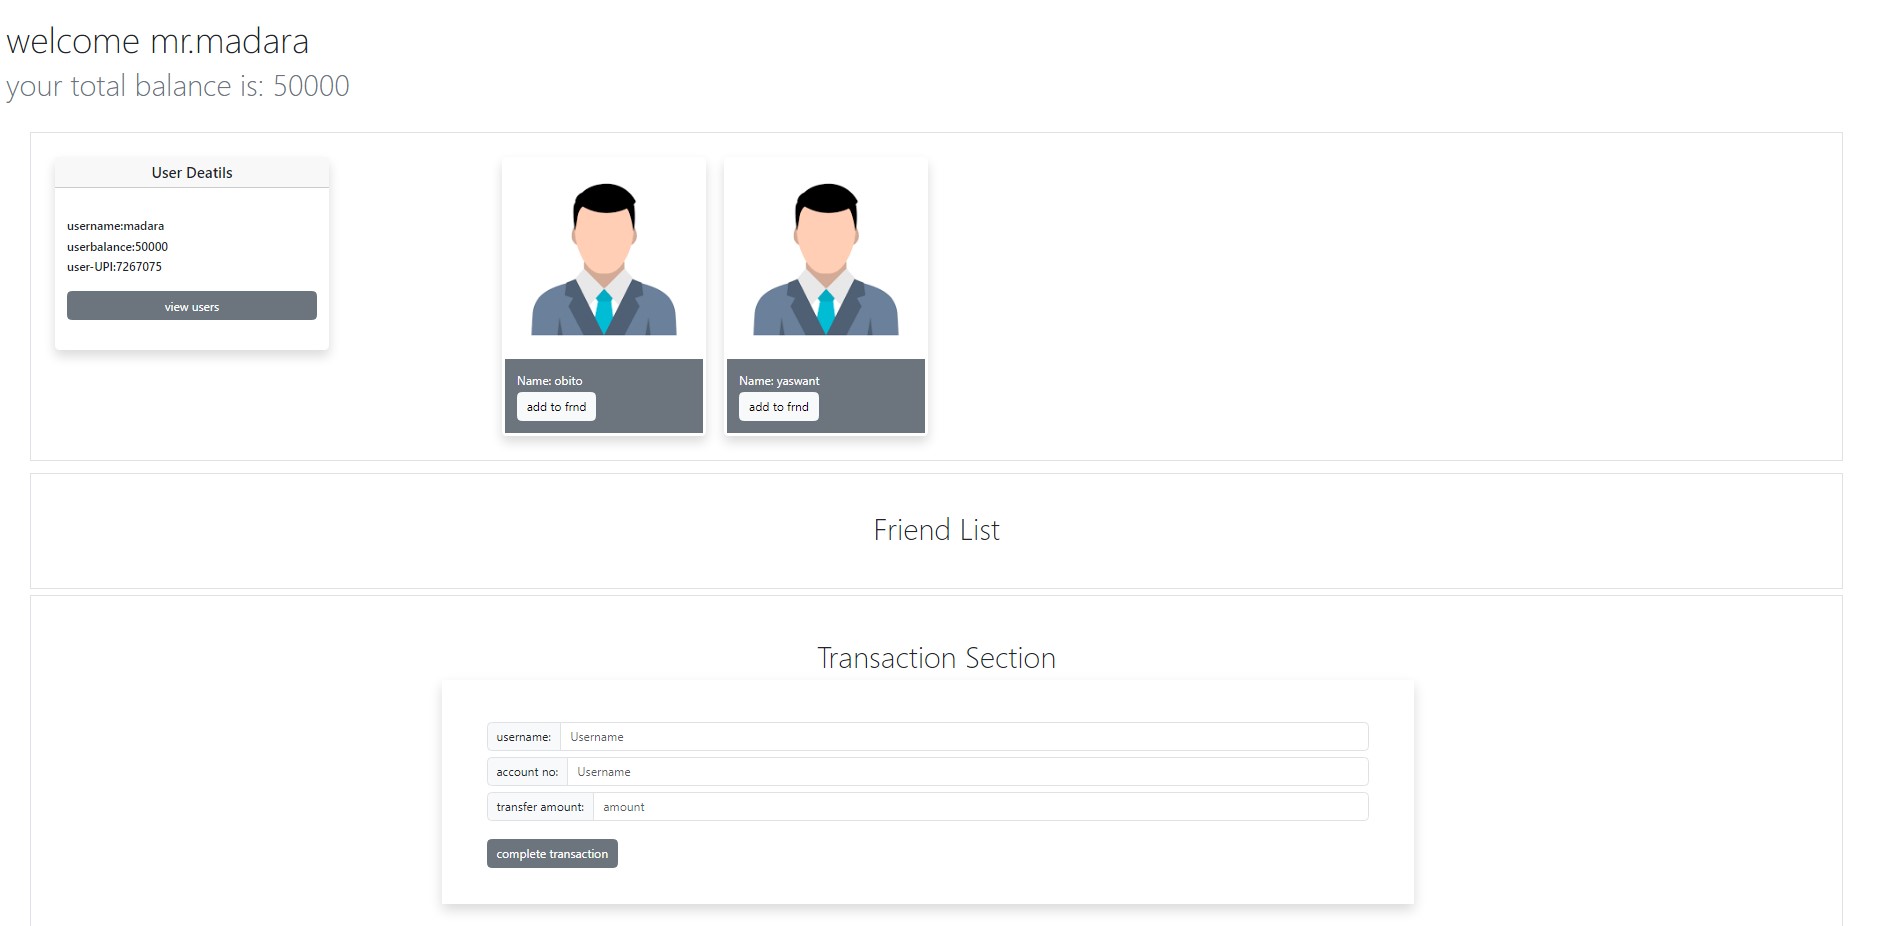 welcome mr.madara
your total balance is: 50000
User Deatils
username:madara
userbalance:50000
user-UPI:7267075
view users
Name: obito
add to frnd
Name: yaswant
add to frnd
Friend List
Transaction Section
username: Username
account no: Username
transfer amount: amount
complete transaction